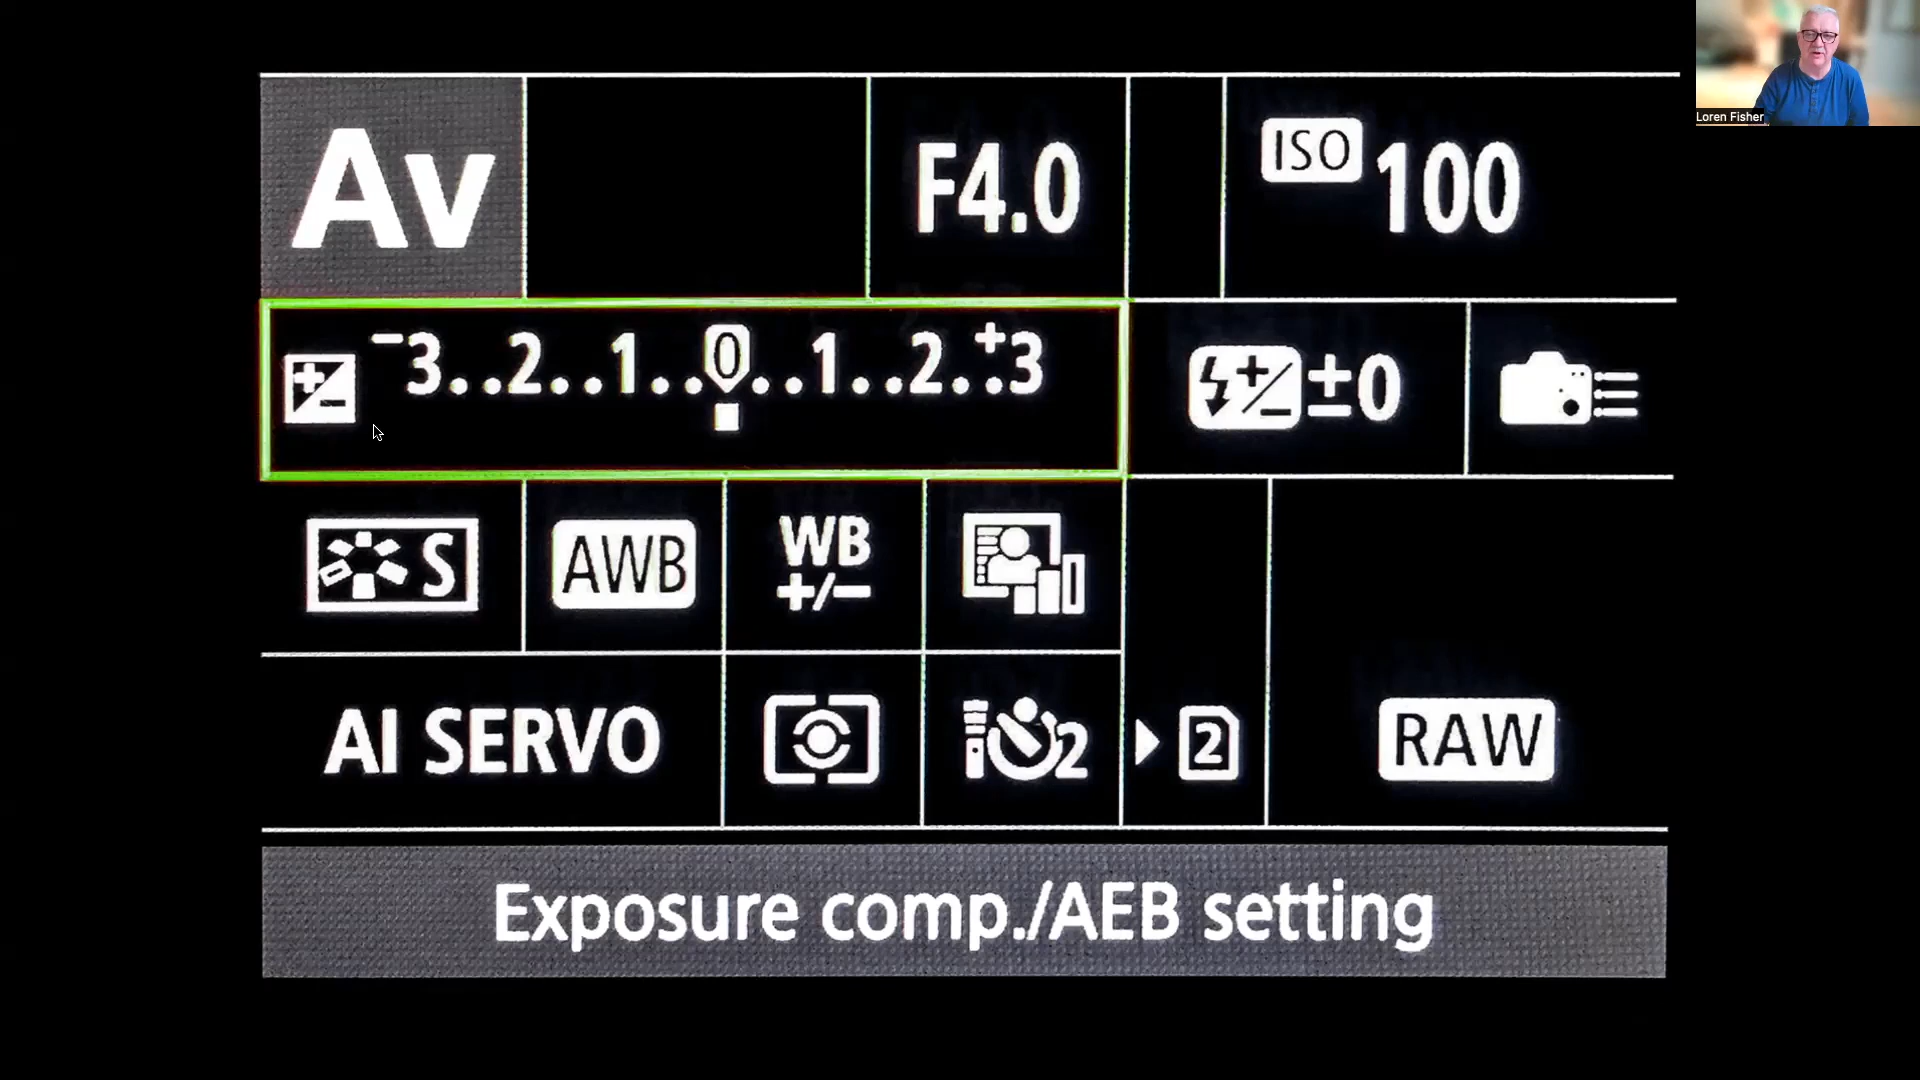 Loren Fisher
Av F4.0 ISO 100
-3..2..1..0..1..2..+3 ±0
S AWB WB +/-
AI SERVO 2 2 RAW
Exposure comp./AEB setting